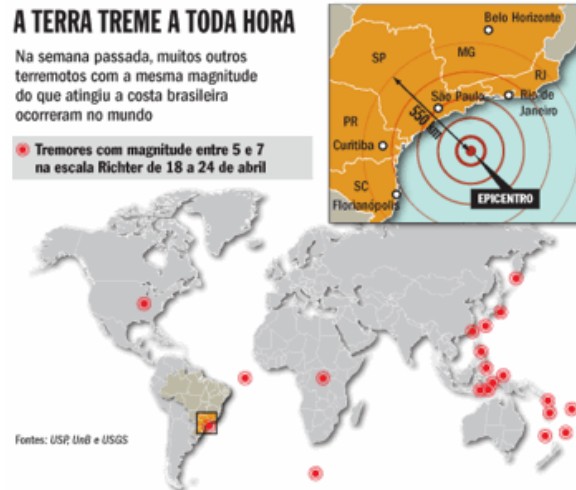 A TERRA TREME A TODA HORA
Na semana passada, muitos outros
terremotos com a mesma magnitude
do que atingiu a costa brasileira
ocorreram no mundo
Tremores com magnitude entre 5 e 7
na escala Richter de 18 a 24 de abril
Belo Horizonte
MG
SP
RJ
São Paulo
Rio de
Janeiro
550 km
PR
Curitiba
SC
Florianópolis
EPICENTRO
Fontes: USP, UnB e USGS